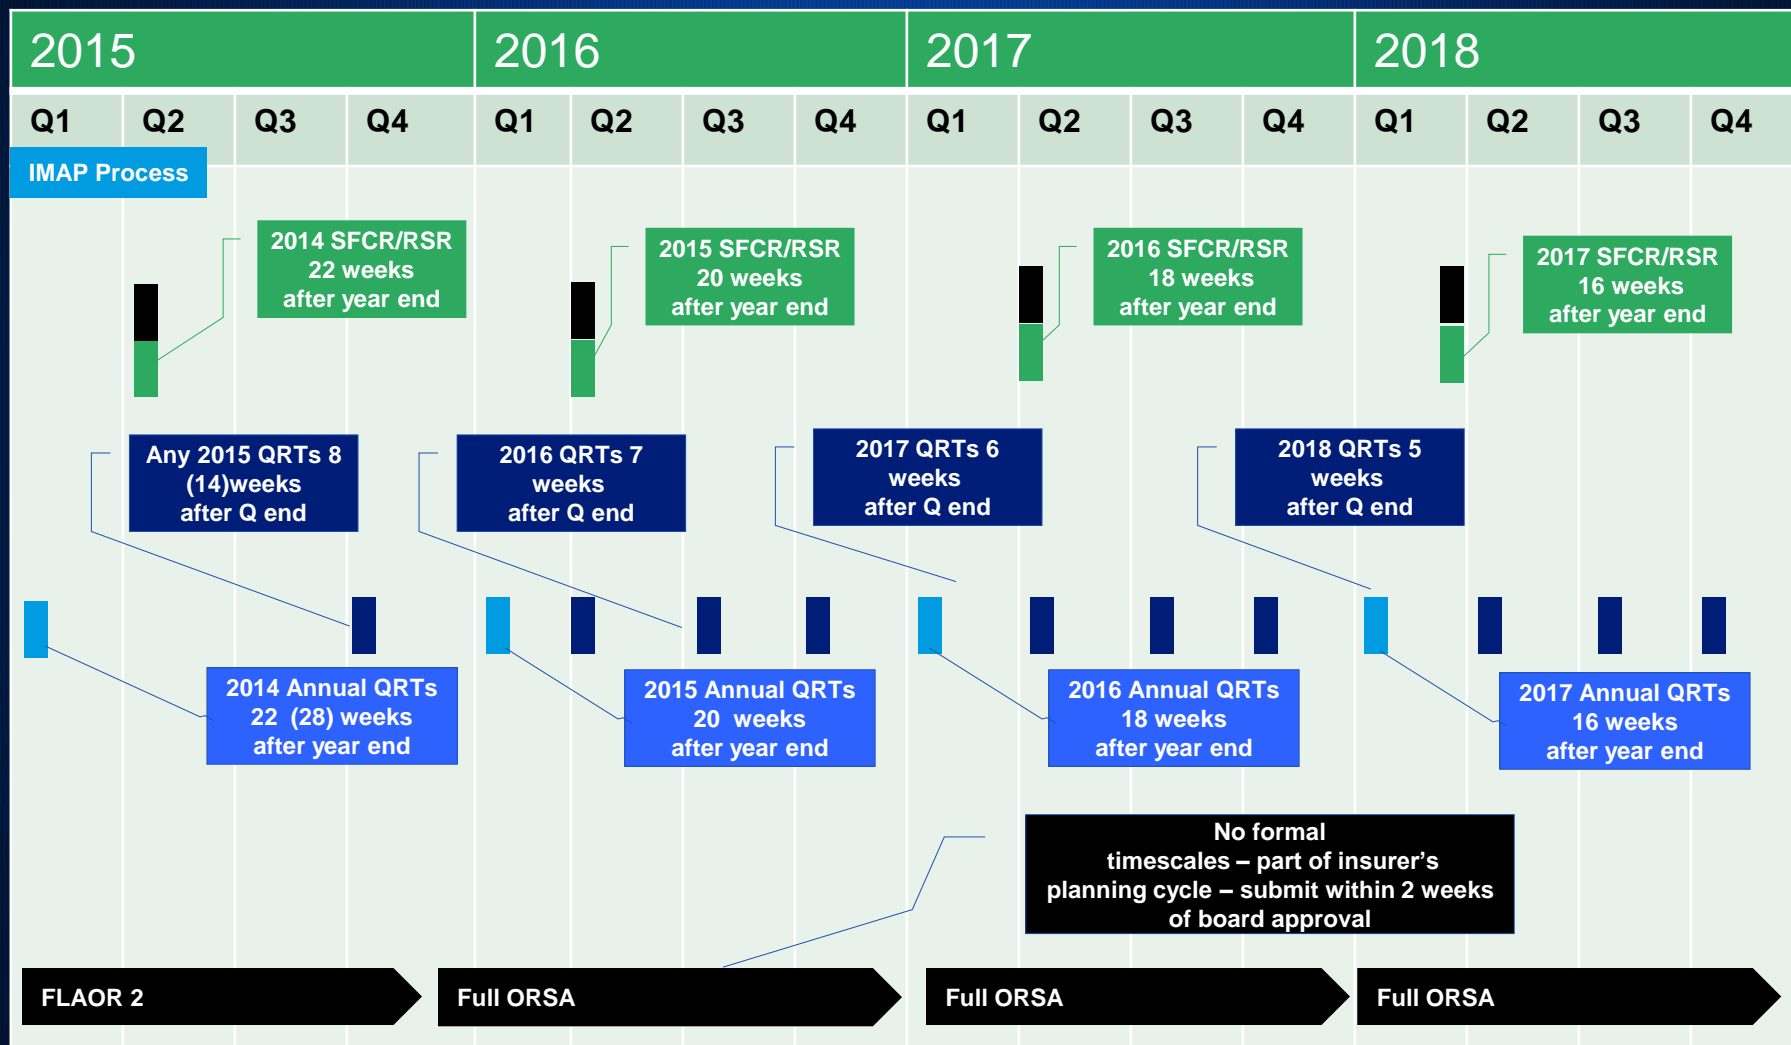 2015
2016
2017
2018
Q1 Q2 Q3 Q4 Q1 Q2 Q3 Q4 Q1 Q2 Q3 Q4 Q1 Q2 Q3 Q4
IMAP Process
2014 SFCR/RSR
22 weeks
after year end
2015 SFCR/RSR
20 weeks
after year end
2016 SFCR/RSR
18 weeks
after year end
2017 SFCR/RSR
16 weeks
after year end
Any 2015 QRTs 8
(14)weeks
after Q end
2016 QRTs 7
weeks
after Q end
2017 QRTs 6
weeks
after Q end
2018 QRTs 5
weeks
after Q end
2014 Annual QRTs
22 (28) weeks
after year end
2015 Annual QRTs
20 weeks
after year end
2016 Annual QRTs
18 weeks
after year end
2017 Annual QRTs
16 weeks
after year end
No formal
timescales – part of insurer’s
planning cycle – submit within 2 weeks
of board approval
FLAOR 2
Full ORSA
Full ORSA
Full ORSA